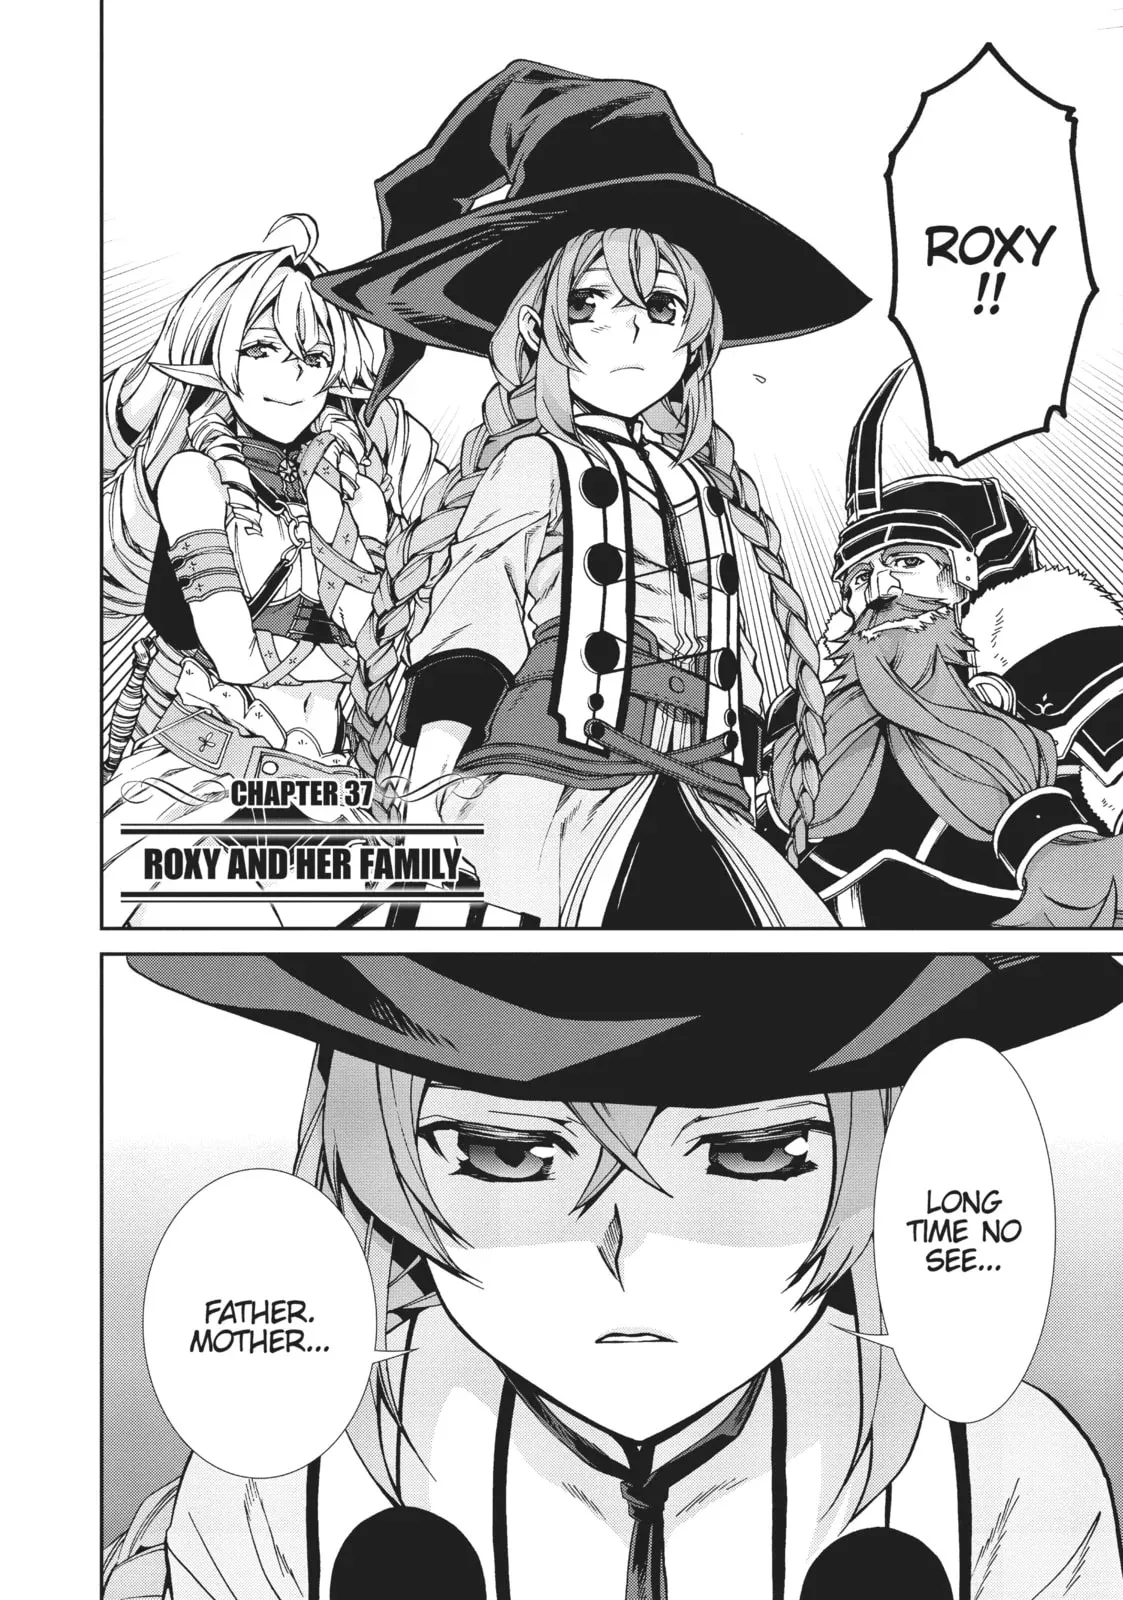 ROXY
!!
CHAPTER 37
ROXY AND HER FAMILY
LONG
TIME NO
SEE...
FATHER.
MOTHER...